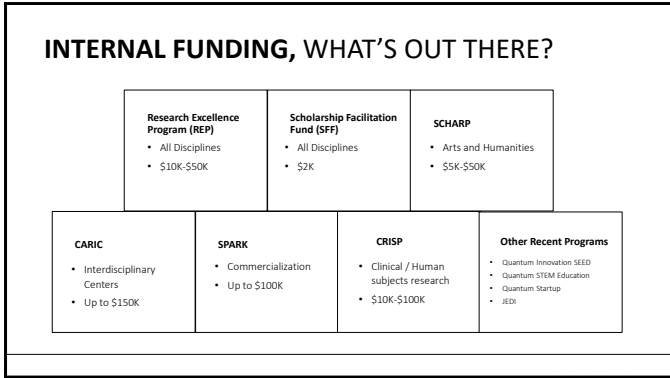 INTERNAL FUNDING, WHAT'S OUT THERE?
Research Excellence
Program (REP)
• All Disciplines
• $10K-$50K
Scholarship Facilitation
Fund (SFF)
• All Disciplines
• $2K
SCHARP
• Arts and Humanities
• $5K-$50K
CARIC
• Interdisciplinary
Centers
• Up to $150K
SPARK
• Commercialization
• Up to $100K
CRISP
• Clinical / Human
subjects research
• $10K-$100K
Other Recent Programs
• Quantum Innovation SEED
• Quantum STEM Education
• Quantum Startup
• JEDI